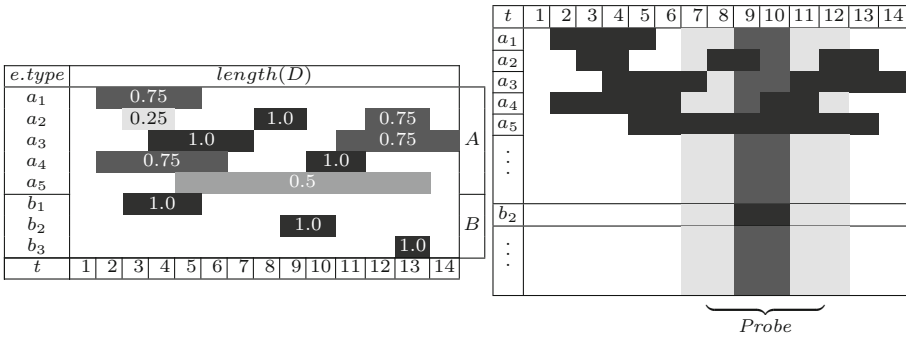 e.type length(D)
a1 0.75
a2 0.25 1.0 0.75
a3 1.0 0.75
a4 0.75 1.0
a5 0.5
A
b1 1.0
b2 1.0
b3 1.0
B
t 1 2 3 4 5 6 7 8 9 10 11 12 13 14
t 1 2 3 4 5 6 7 8 9 10 11 12 13 14
a1
a2
a3
a4
a5
⋮
b2
⋮
Probe